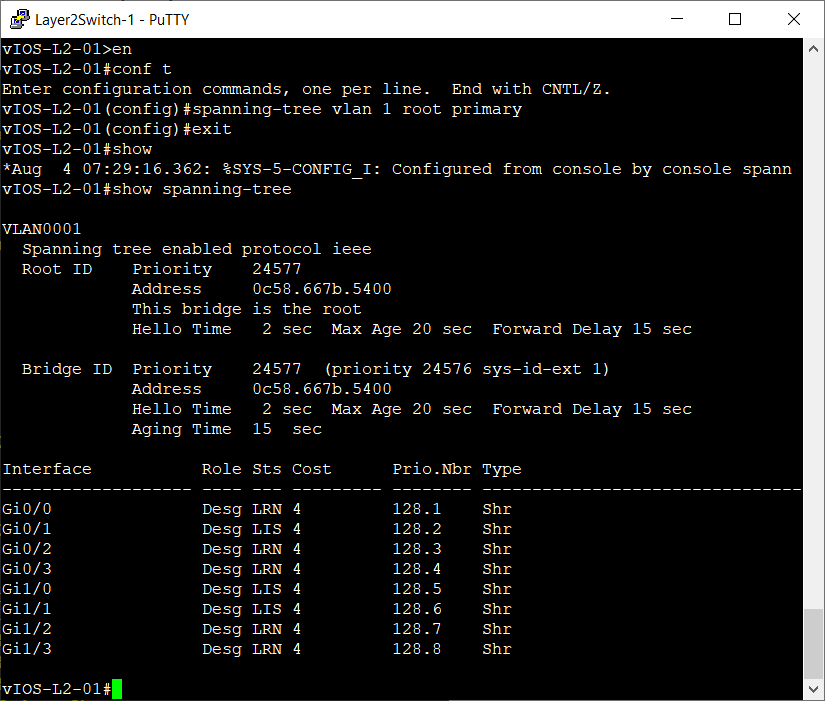 Layer2Switch-1 - PuTTY
vIOS-L2-01>en
vIOS-L2-01#conf t
Enter configuration commands, one per line.  End with CNTL/Z.
vIOS-L2-01(config)#spanning-tree vlan 1 root primary
vIOS-L2-01(config)#exit
vIOS-L2-01#show
*Aug  4 07:29:16.362: %SYS-5-CONFIG_I: Configured from console by console spann
vIOS-L2-01#show spanning-tree

VLAN0001
  Spanning tree enabled protocol ieee
  Root ID    Priority    24577
             Address     0c58.667b.5400
             This bridge is the root
             Hello Time   2 sec  Max Age 20 sec  Forward Delay 15 sec

  Bridge ID  Priority    24577  (priority 24576 sys-id-ext 1)
             Address     0c58.667b.5400
             Hello Time   2 sec  Max Age 20 sec  Forward Delay 15 sec
             Aging Time  15  sec

Interface           Role Sts Cost      Prio.Nbr Type
------------------- ---- --- --------- -------- --------------------------------
Gi0/0               Desg LRN 4         128.1    Shr
Gi0/1               Desg LIS 4         128.2    Shr
Gi0/2               Desg LRN 4         128.3    Shr
Gi0/3               Desg LRN 4         128.4    Shr
Gi1/0               Desg LIS 4         128.5    Shr
Gi1/1               Desg LIS 4         128.6    Shr
Gi1/2               Desg LRN 4         128.7    Shr
Gi1/3               Desg LRN 4         128.8    Shr

vIOS-L2-01#